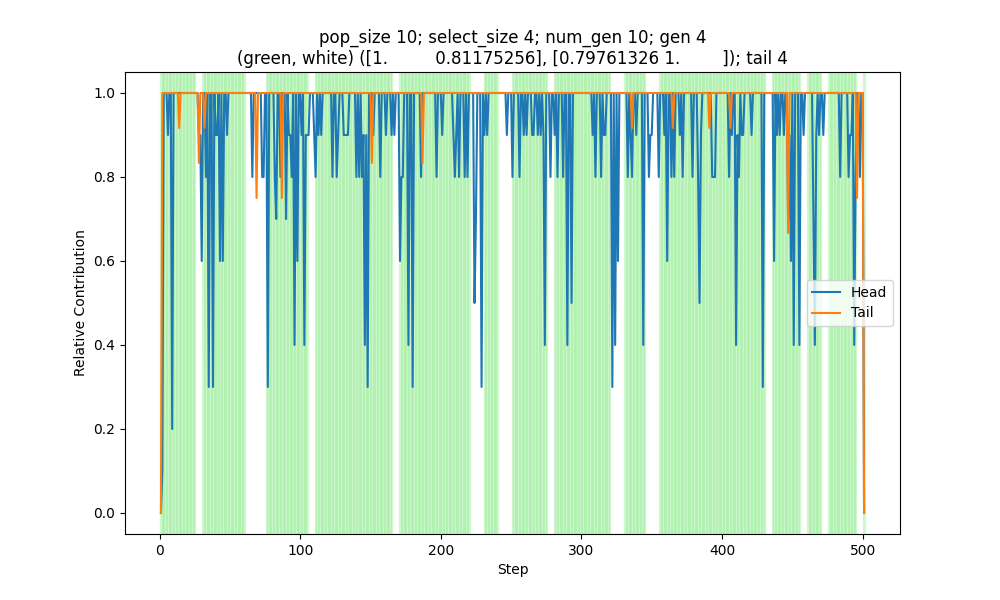 pop_size 10; select_size 4; num_gen 10; gen 4
(green, white) ([1. 0.81175256], [0.79761326 1. ]); tail 4
1.0
0.8
0.6
0.4
0.2
0.0
Relative Contribution
Head
Tail
0 100 200 300 400 500
Step